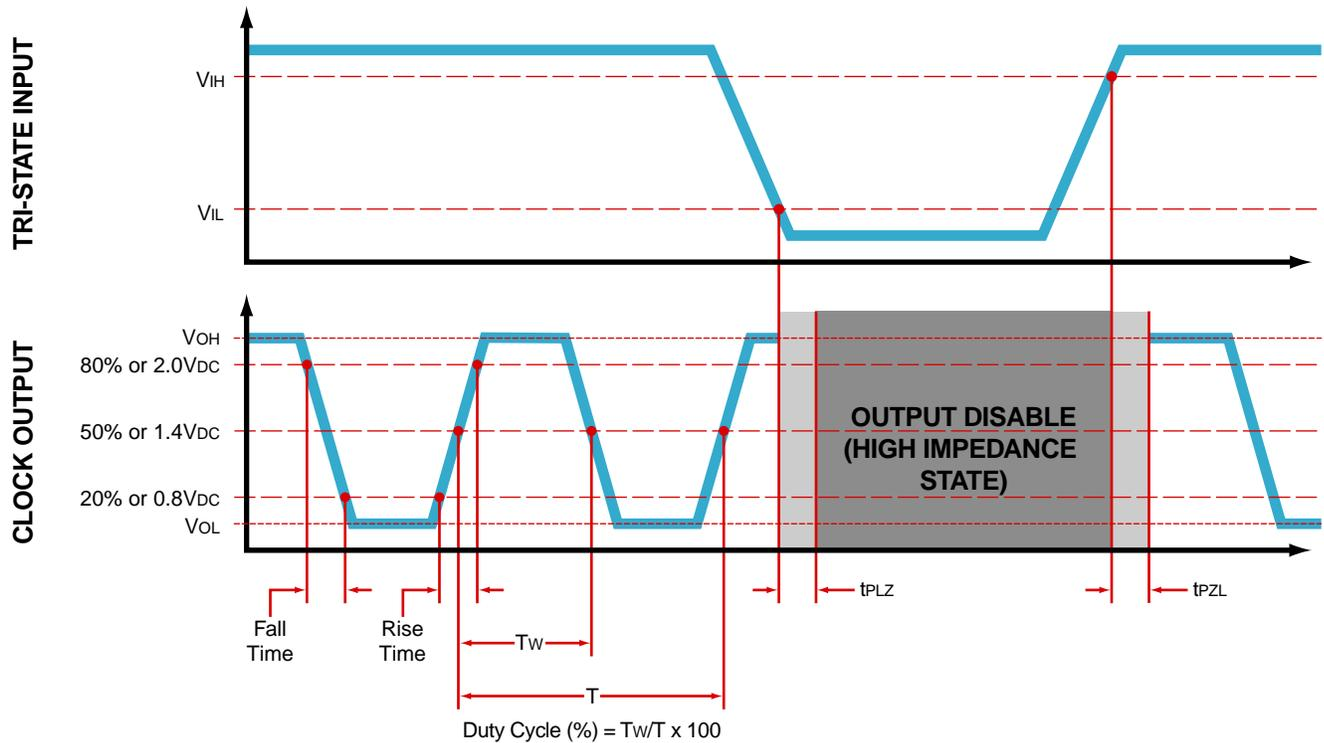 TRI-STATE INPUT
VIH
VIL
CLOCK OUTPUT
VOH
80% or 2.0VDC
50% or 1.4VDC
20% or 0.8VDC
VOL
OUTPUT DISABLE
(HIGH IMPEDANCE
STATE)
Fall
Time
Rise
Time
tPLZ
tPZL
TW
T
Duty Cycle (%) = TW/T x 100